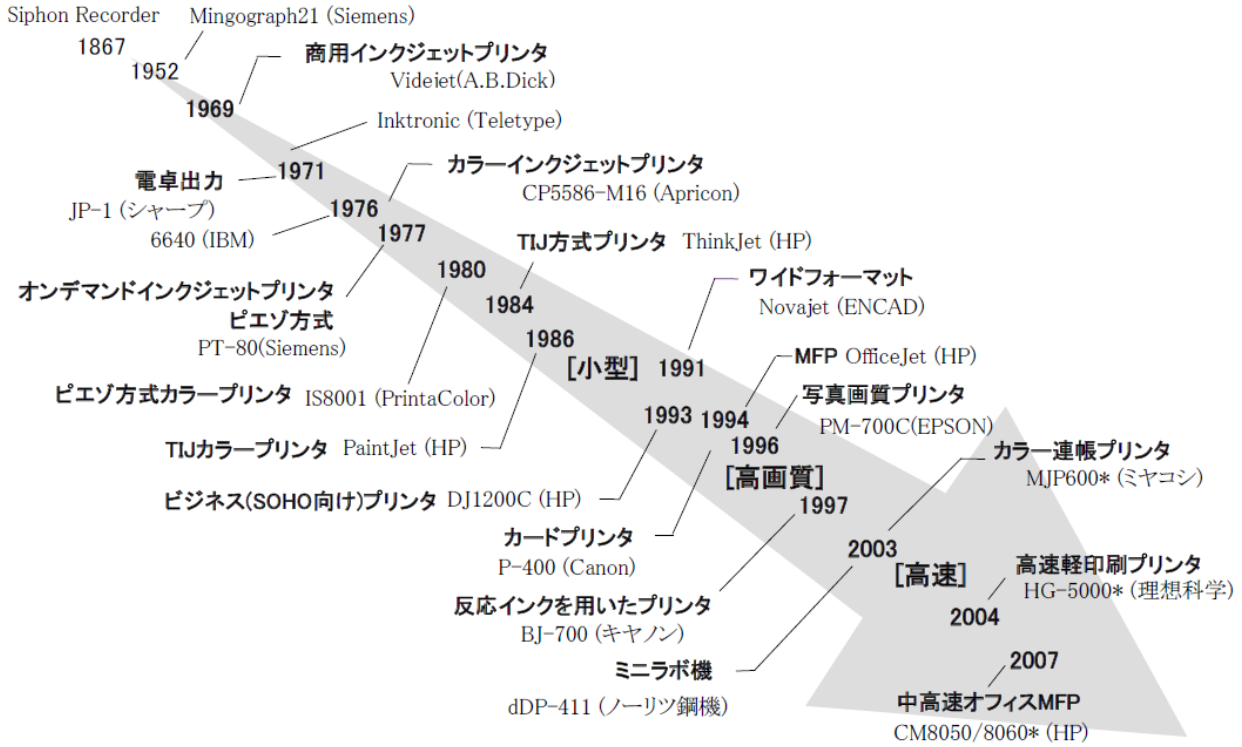 Siphon Recorder
1867
Mingograph21 (Siemens)
1952
商用インクジェットプリンタ
Videiet(A.B.Dick)
1969
Inktronic (Teletype)
1971
電卓出力
JP-1 (シャープ)
カラーインクジェットプリンタ
CP5586-M16 (Apricon)
1976
6640 (IBM)
1977
オンデマンドインクジェットプリンタ
ピエゾ方式
PT-80(Siemens)
1980
ピエゾ方式カラープリンタ IS8001 (PrintaColor)
TIJ方式プリンタ ThinkJet (HP)
1984
1986
TIJカラープリンタ PaintJet (HP)
[小型]
ワイドフォーマット
Novajet (ENCAD)
1991
1993
ビジネス(SOHO向け)プリンタ DJ1200C (HP)
MFP OfficeJet (HP)
1994
カードプリンタ
P-400 (Canon)
写真画質プリンタ
PM-700C(EPSON)
1996
[高画質]
1997
反応インクを用いたプリンタ
BJ-700 (キヤノン)
カラー連帳プリンタ
MJP600* (ミヤコシ)
2003
ミニラボ機
dDP-411 (ノーリツ鋼機)
[高速]
高速軽印刷プリンタ
HG-5000* (理想科学)
2004
2007
中高速オフィスMFP
CM8050/8060* (HP)